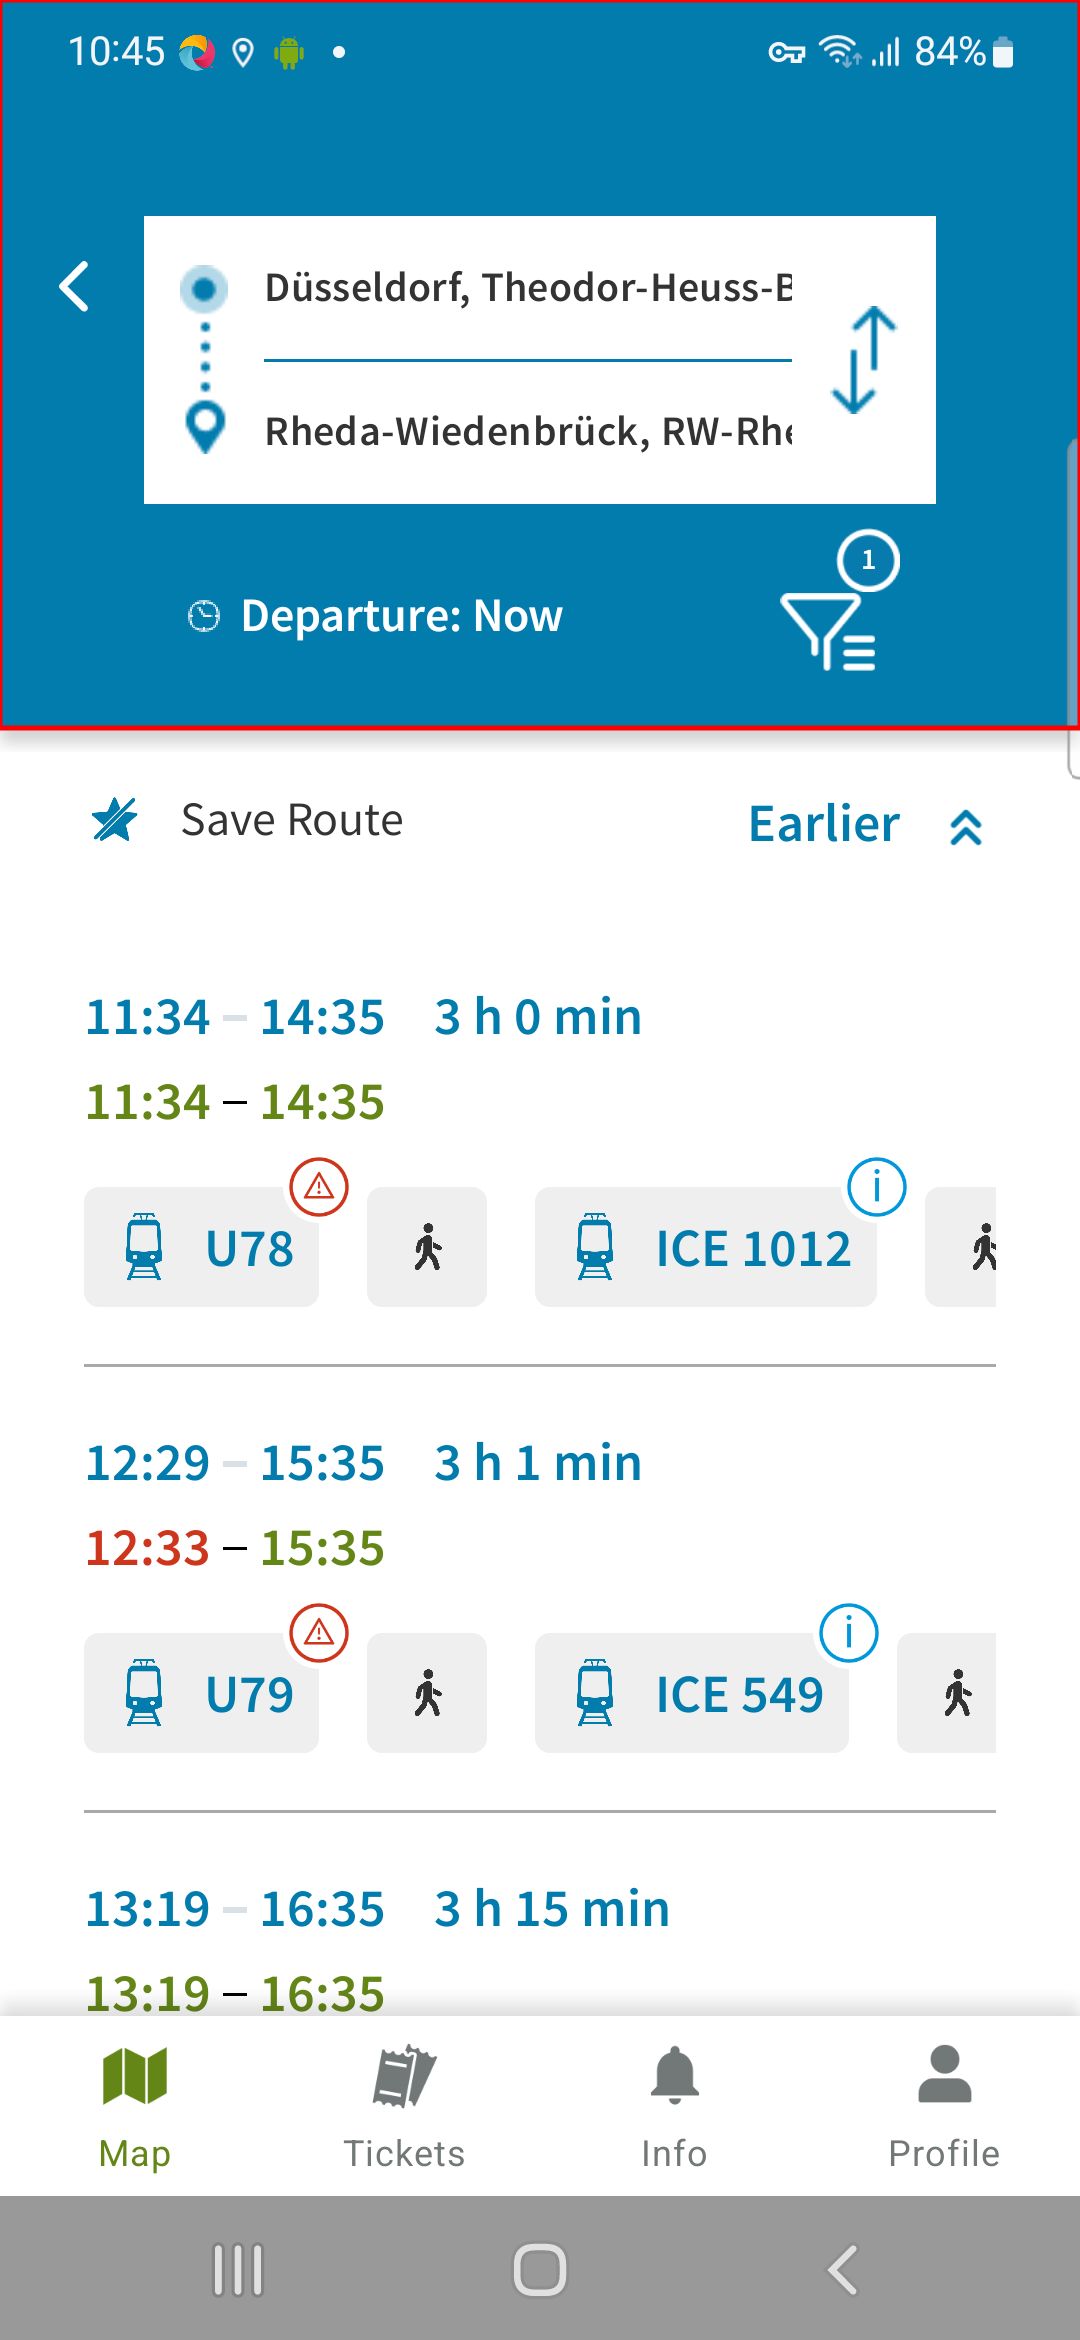 10:45 84%
Düsseldorf, Theodor-Heuss-B
Rheda-Wiedenbrück, RW-Rhe
1
Departure: Now
Save Route Earlier
11:34 – 14:35 3 h 0 min
11:34 – 14:35
U78 ICE 1012
12:29 – 15:35 3 h 1 min
12:33 – 15:35
U79 ICE 549
13:19 – 16:35 3 h 15 min
13:19 – 16:35
Map Tickets Info Profile